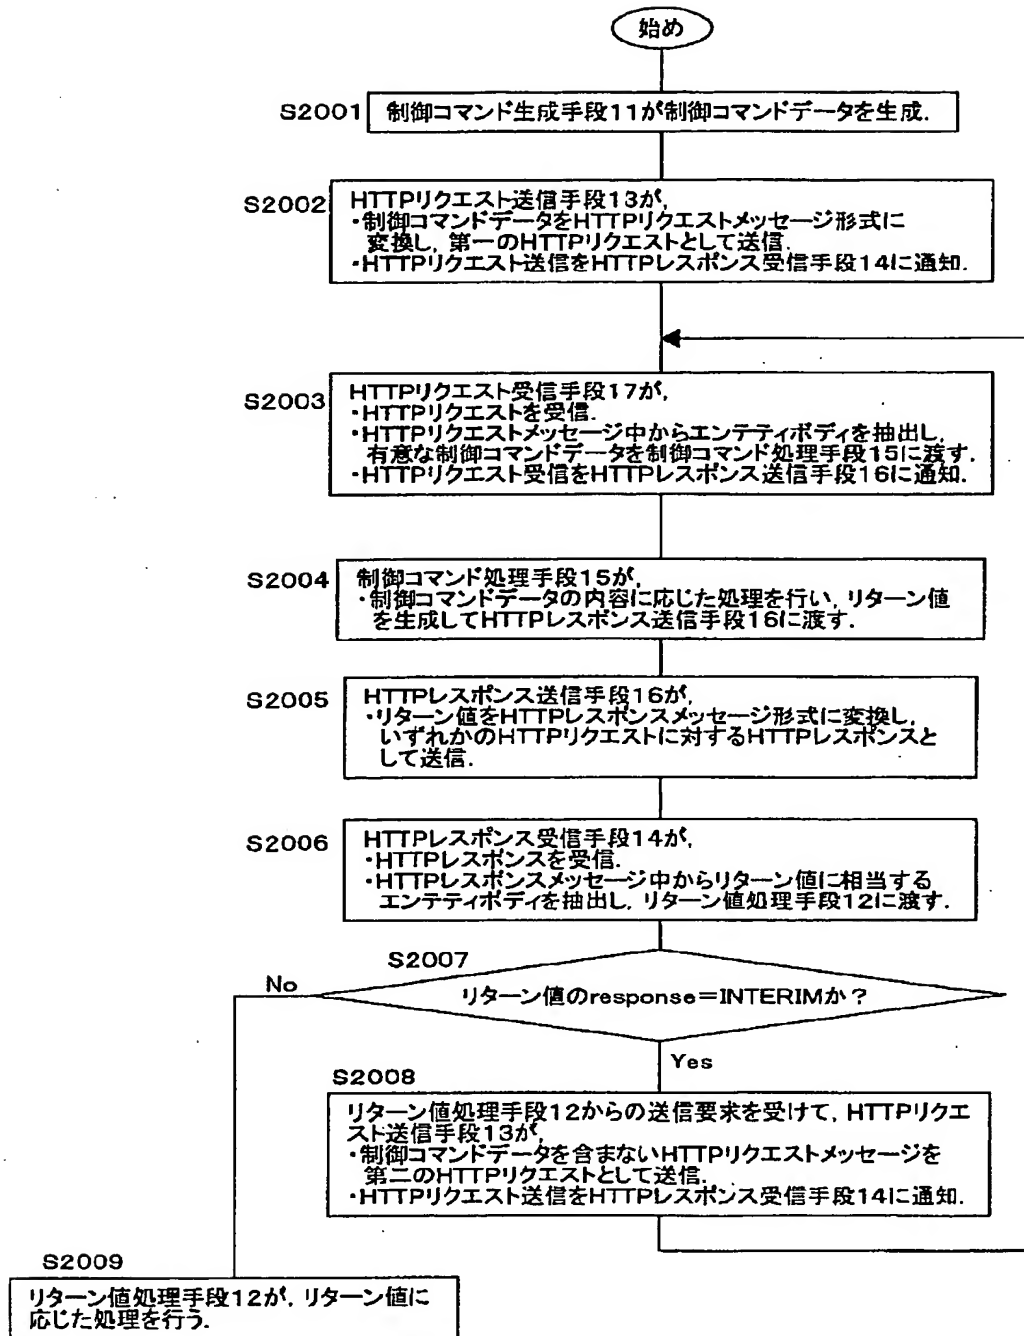 始め
S2001
制御コマンド生成手段11が制御コマンドデータを生成.
S2002
HTTPリクエスト送信手段13が,
・制御コマンドデータをHTTPリクエストメッセージ形式に
変換し, 第一のHTTPリクエストとして送信.
・HTTPリクエスト送信をHTTPレスポンス受信手段14に通知.
S2003
HTTPリクエスト受信手段17が,
・HTTPリクエストを受信.
・HTTPリクエストメッセージ中からエンテティボディを抽出し,
有意な制御コマンドデータを制御コマンド処理手段15に渡す.
・HTTPリクエスト受信をHTTPレスポンス送信手段16に通知.
S2004
制御コマンド処理手段15が,
・制御コマンドデータの内容に応じた処理を行い, リターン値
を生成してHTTPレスポンス送信手段16に渡す.
S2005
HTTPレスポンス送信手段16が,
・リターン値をHTTPレスポンスメッセージ形式に変換し,
いずれかのHTTPリクエストに対するHTTPレスポンスと
して送信.
S2006
HTTPレスポンス受信手段14が,
・HTTPレスポンスを受信.
・HTTPレスポンスメッセージ中からリターン値に相当する
エンテティボディを抽出し, リターン値処理手段12に渡す.
S2007
No
リターン値のresponse=INTERIMか?
Yes
S2008
リターン値処理手段12からの送信要求を受けて, HTTPリクエ
スト送信手段13が,
・制御コマンドデータを含まないHTTPリクエストメッセージを
第二のHTTPリクエストとして送信.
・HTTPリクエスト送信をHTTPレスポンス受信手段14に通知.
S2009
リターン値処理手段12が, リターン値に
応じた処理を行う.